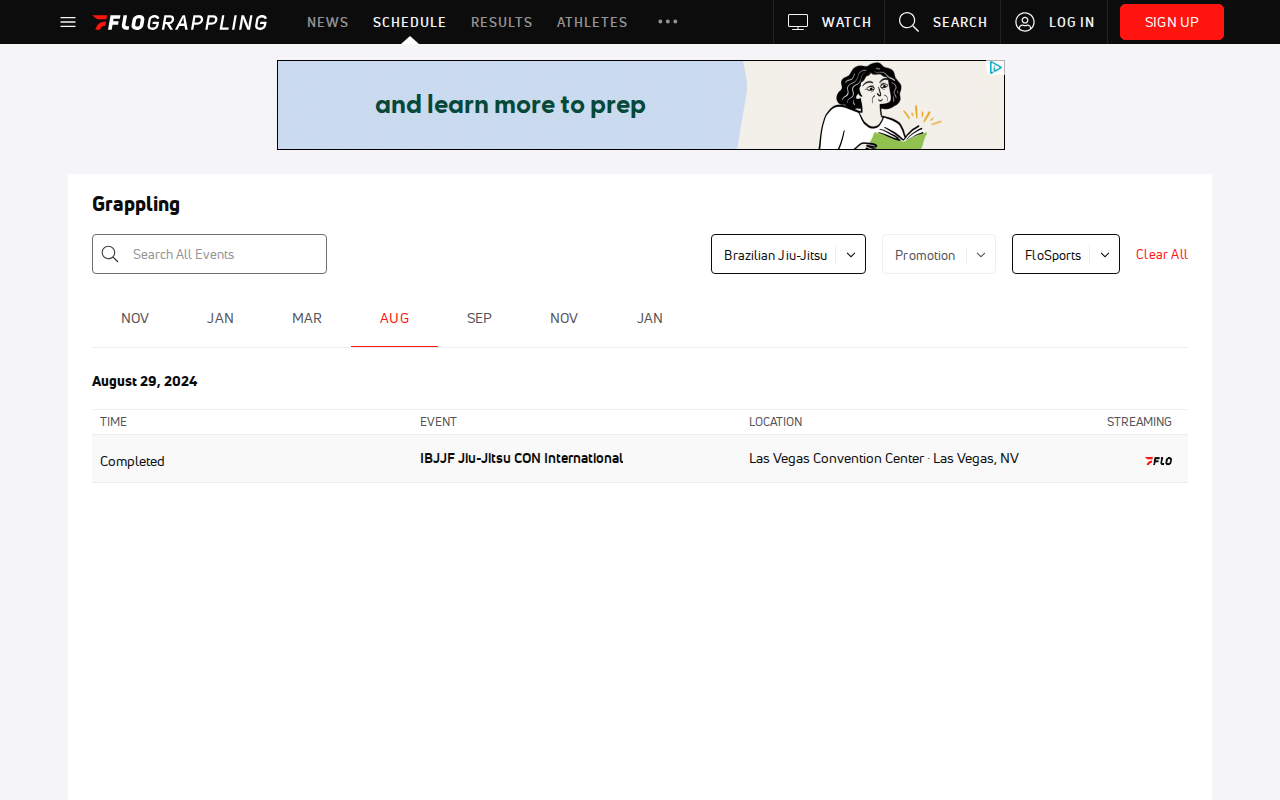 FLOGRAPPLING NEWS SCHEDULE RESULTS ATHLETES ••• WATCH SEARCH LOG IN SIGN UP
and learn more to prep
Grappling
Search All Events Brazilian Jiu-Jitsu Promotion FloSports Clear All
NOV JAN MAR AUG SEP NOV JAN
August 29, 2024
TIME EVENT LOCATION STREAMING
Completed IBJJF Jiu-Jitsu CON International Las Vegas Convention Center · Las Vegas, NV FLO